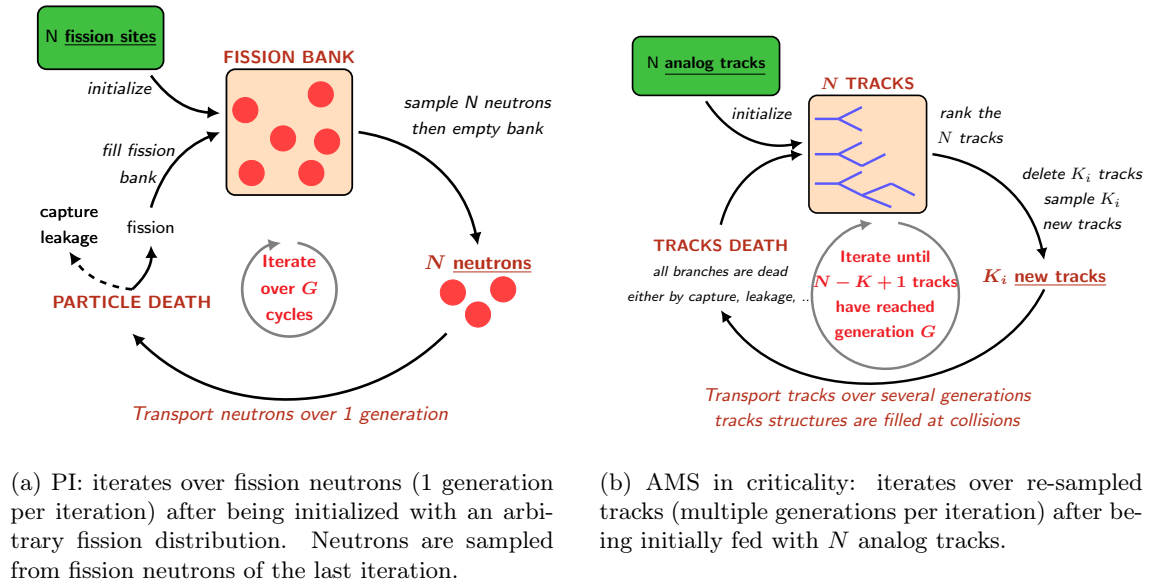 N fission sites
FISSION BANK
initialize
sample N neutrons
then empty bank
fill fission
bank
capture
leakage
fission
PARTICLE DEATH
Iterate
over G
cycles
N neutrons
Transport neutrons over 1 generation
N analog tracks
N TRACKS
initialize
rank the
N tracks
delete K_i tracks
sample K_i
new tracks
TRACKS DEATH
all branches are dead
either by capture, leakage, ..
Iterate until
N − K + 1 tracks
have reached
generation G
K_i new tracks
Transport tracks over several generations
tracks structures are filled at collisions
(a) PI: iterates over fission neutrons (1 generation
per iteration) after being initialized with an arbi-
trary fission distribution. Neutrons are sampled
from fission neutrons of the last iteration.
(b) AMS in criticality: iterates over re-sampled
tracks (multiple generations per iteration) after be-
ing initially fed with N analog tracks.